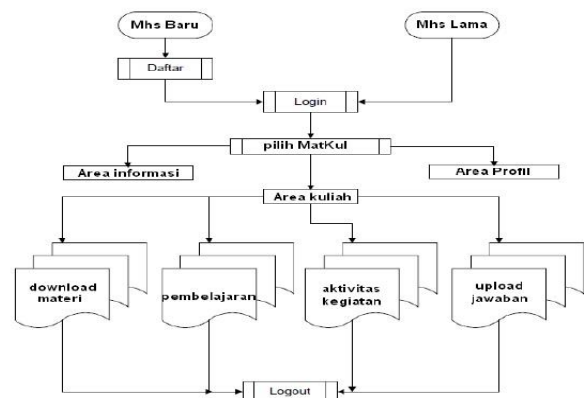 Mhs Baru
Mhs Lama
Daftar
Login
pilih MatKul
Area informasi
Area Profil
Area kuliah
download
materi
pembelajaran
aktivitas
kegiatan
upload
jawaban
Logout